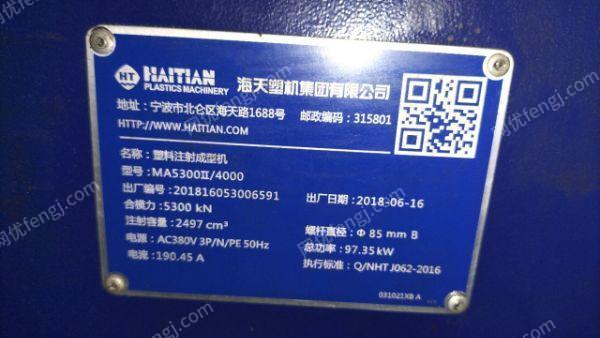 HT HAITIAN 海天塑机集团有限公司
PLASTICS MACHINERY
地址：宁波市北仑区海天路1688号 邮政编码：315801
HTTP://WWW.HAITIAN.COM
名称：塑料注射成型机
型号：MA5300II/4000
出厂编号：201816053006591 出厂日期：2018-06-16
合模力：5300 kN
注射容量：2497 cm³ 螺杆直径：Φ 85 mm B
电源：AC380V 3P/N/PE 50Hz 总功率：97.35 kW
电流：190.45 A 执行标准：Q/NHT J062-2016
031021XB A